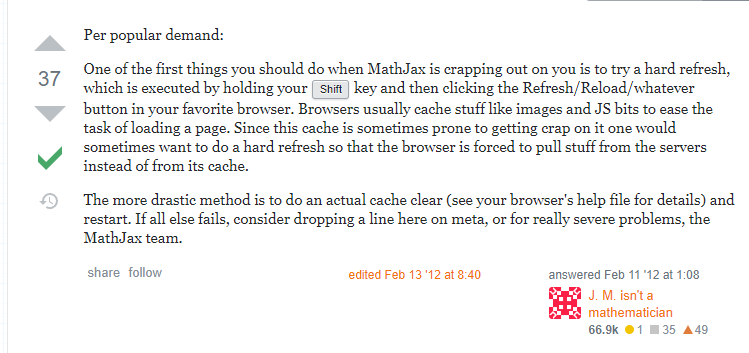 Per popular demand:
One of the first things you should do when MathJax is crapping out on you is to try a hard refresh,
which is executed by holding your Shift key and then clicking the Refresh/Reload/whatever
37
button in your favorite browser. Browsers usually cache stuff like images and JS bits to ease the
task of loading a page. Since this cache is sometimes prone to getting crap on it one would
sometimes want to do a hard refresh so that the browser is forced to pull stuff from the servers
instead of from its cache.
The more drastic method is to do an actual cache clear (see your browser's help file for details) and
restart. If all else fails, consider dropping a line here on meta, or for really severe problems, the
MathJax team.
share follow
edited Feb 13 '12 at 8:40
answered Feb 11 '12 at 1:08
J. M. isn't a
mathematician
66.9k 1 35 49